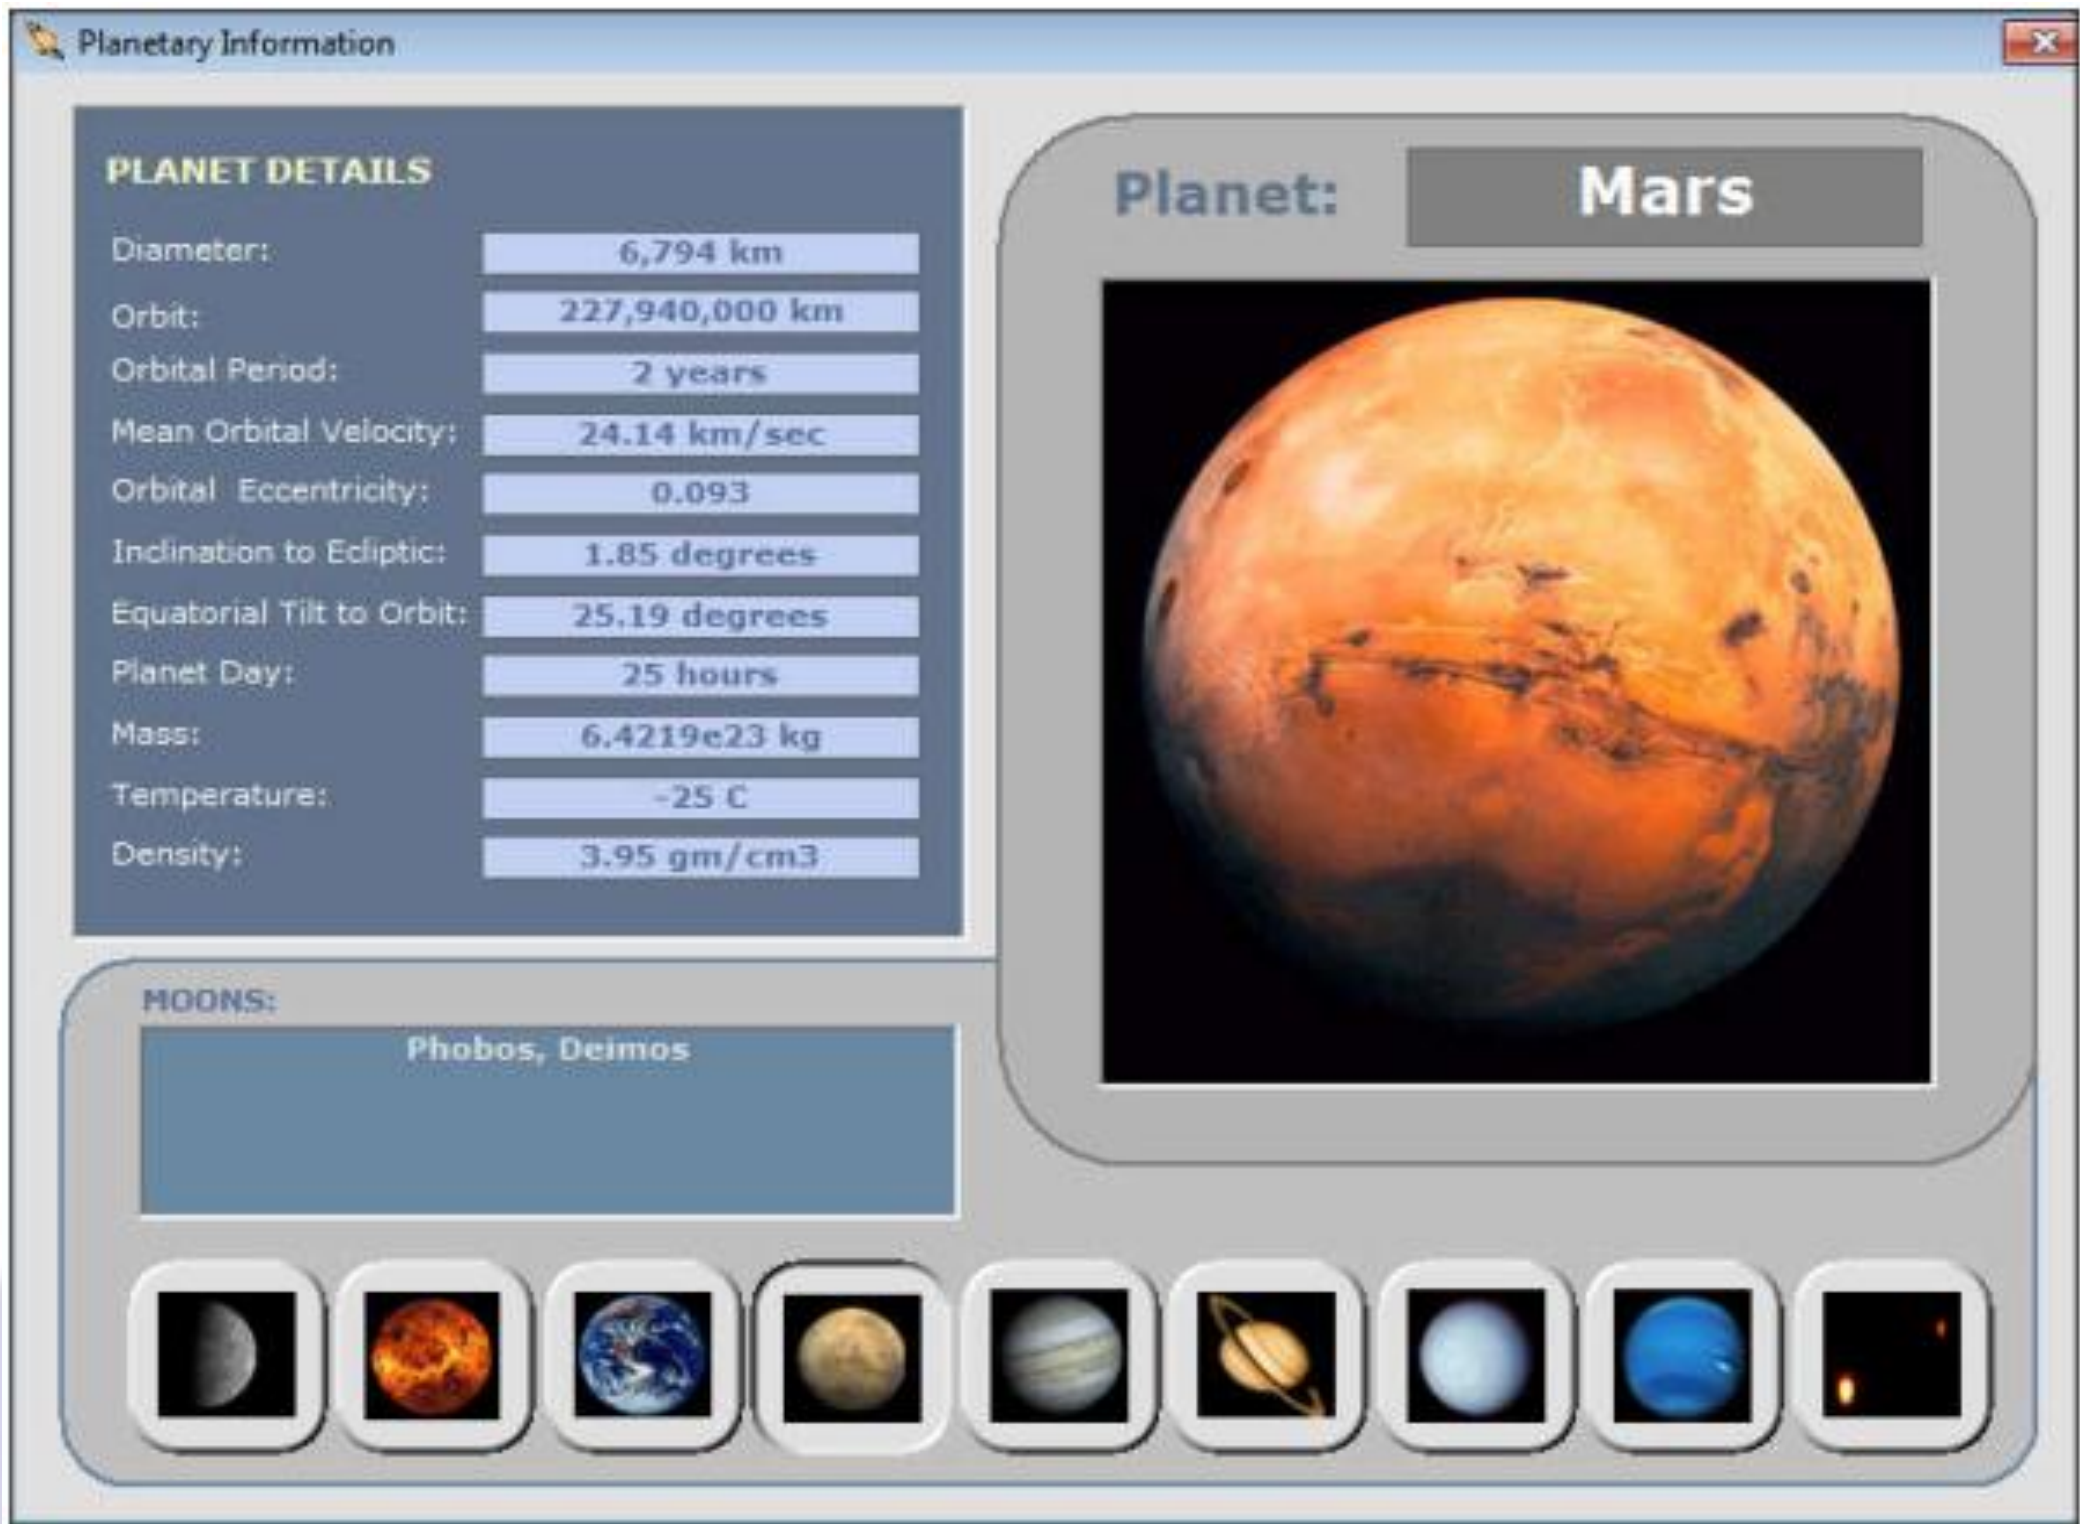 Planetary Information
PLANET DETAILS
Diameter: 6,794 km
Orbit: 227,940,000 km
Orbital Period: 2 years
Mean Orbital Velocity: 24.14 km/sec
Orbital Eccentricity: 0.093
Inclination to Ecliptic: 1.85 degrees
Equatorial Tilt to Orbit: 25.19 degrees
Planet Day: 25 hours
Mass: 6.4219e23 kg
Temperature: -25 C
Density: 3.95 gm/cm3
Planet: Mars
MOONS:
Phobos, Deimos